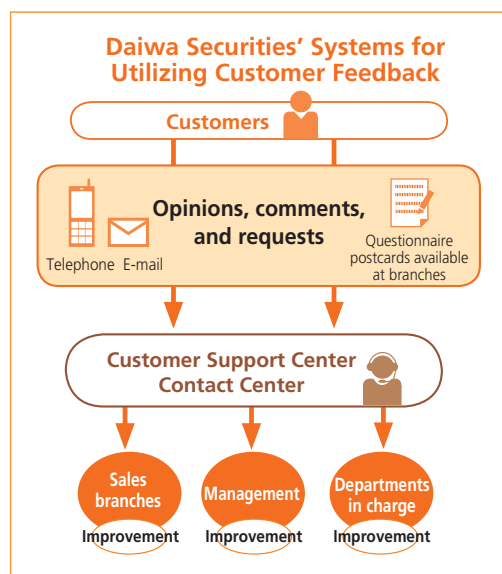 Daiwa Securities' Systems for
Utilizing Customer Feedback
Customers
Opinions, comments,
and requests
Telephone E-mail
Questionnaire
postcards available
at branches
Customer Support Center
Contact Center
Sales
branches
Management
Departments
in charge
Improvement
Improvement
Improvement